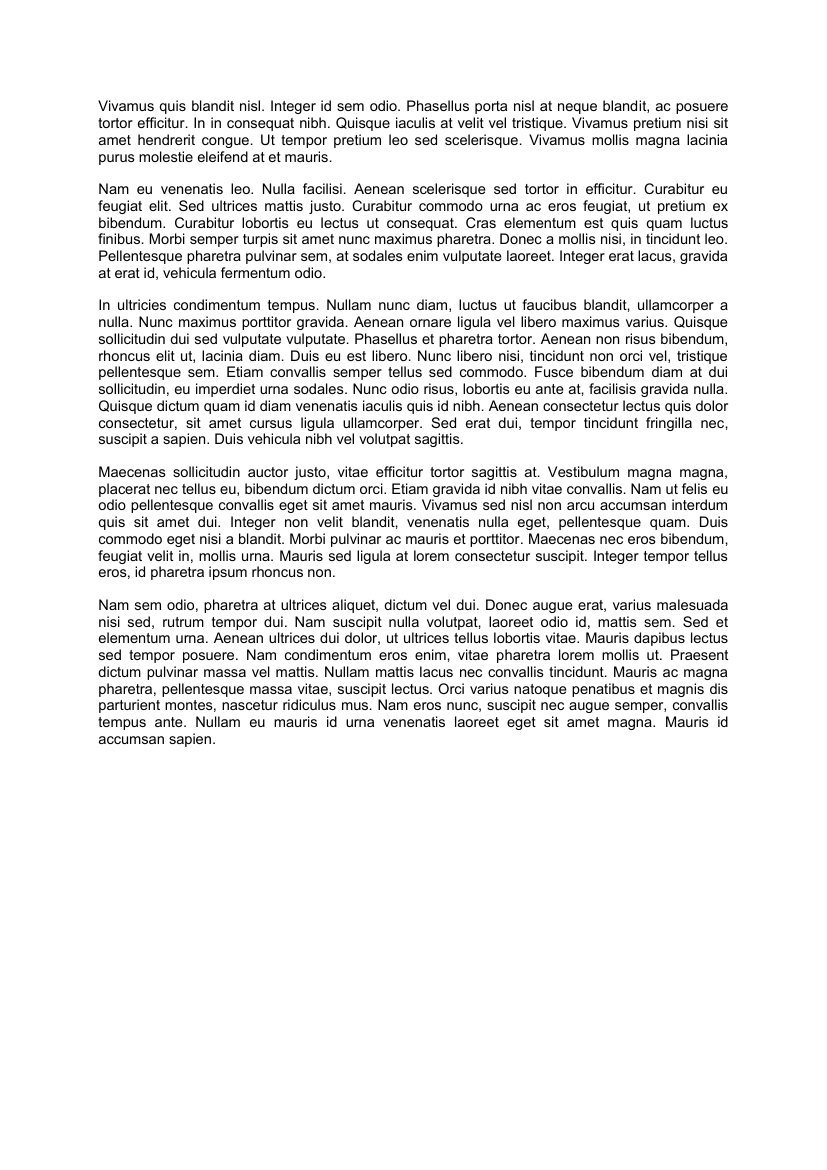 Vivamus quis blandit nisl. Integer id sem odio. Phasellus porta nisl at neque blandit, ac posuere
tortor efficitur. In in consequat nibh. Quisque iaculis at velit vel tristique. Vivamus pretium nisi sit
amet hendrerit congue. Ut tempor pretium leo sed scelerisque. Vivamus mollis magna lacinia
purus molestie eleifend at et mauris.
Nam eu venenatis leo. Nulla facilisi. Aenean scelerisque sed tortor in efficitur. Curabitur eu
feugiat elit. Sed ultrices mattis justo. Curabitur commodo urna ac eros feugiat, ut pretium ex
bibendum. Curabitur lobortis eu lectus ut consequat. Cras elementum est quis quam luctus
finibus. Morbi semper turpis sit amet nunc maximus pharetra. Donec a mollis nisi, in tincidunt leo.
Pellentesque pharetra pulvinar sem, at sodales enim vulputate laoreet. Integer erat lacus, gravida
at erat id, vehicula fermentum odio.
In ultricies condimentum tempus. Nullam nunc diam, luctus ut faucibus blandit, ullamcorper a
nulla. Nunc maximus porttitor gravida. Aenean ornare ligula vel libero maximus varius. Quisque
sollicitudin dui sed vulputate vulputate. Phasellus et pharetra tortor. Aenean non risus bibendum,
rhoncus elit ut, lacinia diam. Duis eu est libero. Nunc libero nisi, tincidunt non orci vel, tristique
pellentesque sem. Etiam convallis semper tellus sed commodo. Fusce bibendum diam at dui
sollicitudin, eu imperdiet urna sodales. Nunc odio risus, lobortis eu ante at, facilisis gravida nulla.
Quisque dictum quam id diam venenatis iaculis quis id nibh. Aenean consectetur lectus quis dolor
consectetur, sit amet cursus ligula ullamcorper. Sed erat dui, tempor tincidunt fringilla nec,
suscipit a sapien. Duis vehicula nibh vel volutpat sagittis.
Maecenas sollicitudin auctor justo, vitae efficitur tortor sagittis at. Vestibulum magna magna,
placerat nec tellus eu, bibendum dictum orci. Etiam gravida id nibh vitae convallis. Nam ut felis eu
odio pellentesque convallis eget sit amet mauris. Vivamus sed nisl non arcu accumsan interdum
quis sit amet dui. Integer non velit blandit, venenatis nulla eget, pellentesque quam. Duis
commodo eget nisi a blandit. Morbi pulvinar ac mauris et porttitor. Maecenas nec eros bibendum,
feugiat velit in, mollis urna. Mauris sed ligula at lorem consectetur suscipit. Integer tempor tellus
eros, id pharetra ipsum rhoncus non.
Nam sem odio, pharetra at ultrices aliquet, dictum vel dui. Donec augue erat, varius malesuada
nisi sed, rutrum tempor dui. Nam suscipit nulla volutpat, laoreet odio id, mattis sem. Sed et
elementum urna. Aenean ultrices dui dolor, ut ultrices tellus lobortis vitae. Mauris dapibus lectus
sed tempor posuere. Nam condimentum eros enim, vitae pharetra lorem mollis ut. Praesent
dictum pulvinar massa vel mattis. Nullam mattis lacus nec convallis tincidunt. Mauris ac magna
pharetra, pellentesque massa vitae, suscipit lectus. Orci varius natoque penatibus et magnis dis
parturient montes, nascetur ridiculus mus. Nam eros nunc, suscipit nec augue semper, convallis
tempus ante. Nullam eu mauris id urna venenatis laoreet eget sit amet magna. Mauris id
accumsan sapien.